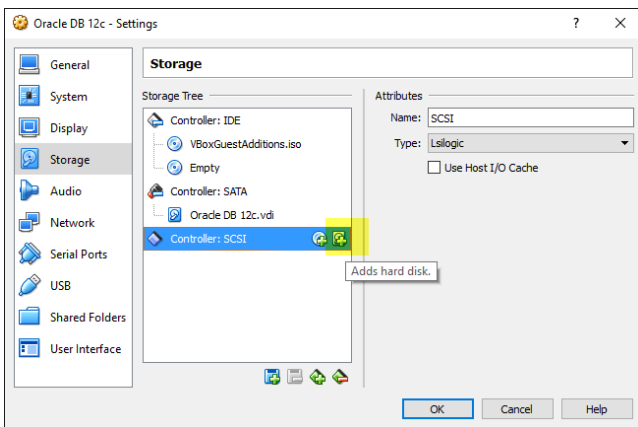 Oracle DB 12c - Settings
?
General
System
Display
Storage
Audio
Network
Serial Ports
USB
Shared Folders
User Interface
Storage
Storage Tree
Controller: IDE
VBoxGuestAdditions.iso
Empty
Controller: SATA
Oracle DB 12c.vdi
Controller: SCSI
Adds hard disk.
Attributes
Name: SCSI
Type: Lsilogic
Use Host I/O Cache
OK Cancel Help